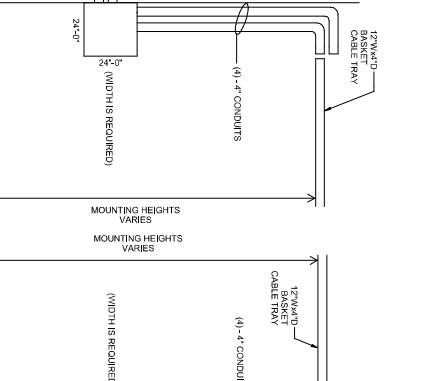 12"Wx4"D
BASKET
CABLE TRAY
24"-0"
24"-0"
(WIDTH IS REQUIRED)
(4) - 4" CONDUITS
MOUNTING HEIGHTS
VARIES
MOUNTING HEIGHTS
VARIES
12"Wx4"D
BASKET
CABLE TRAY
(WIDTH IS REQUIRED
(4) - 4" CONDUI